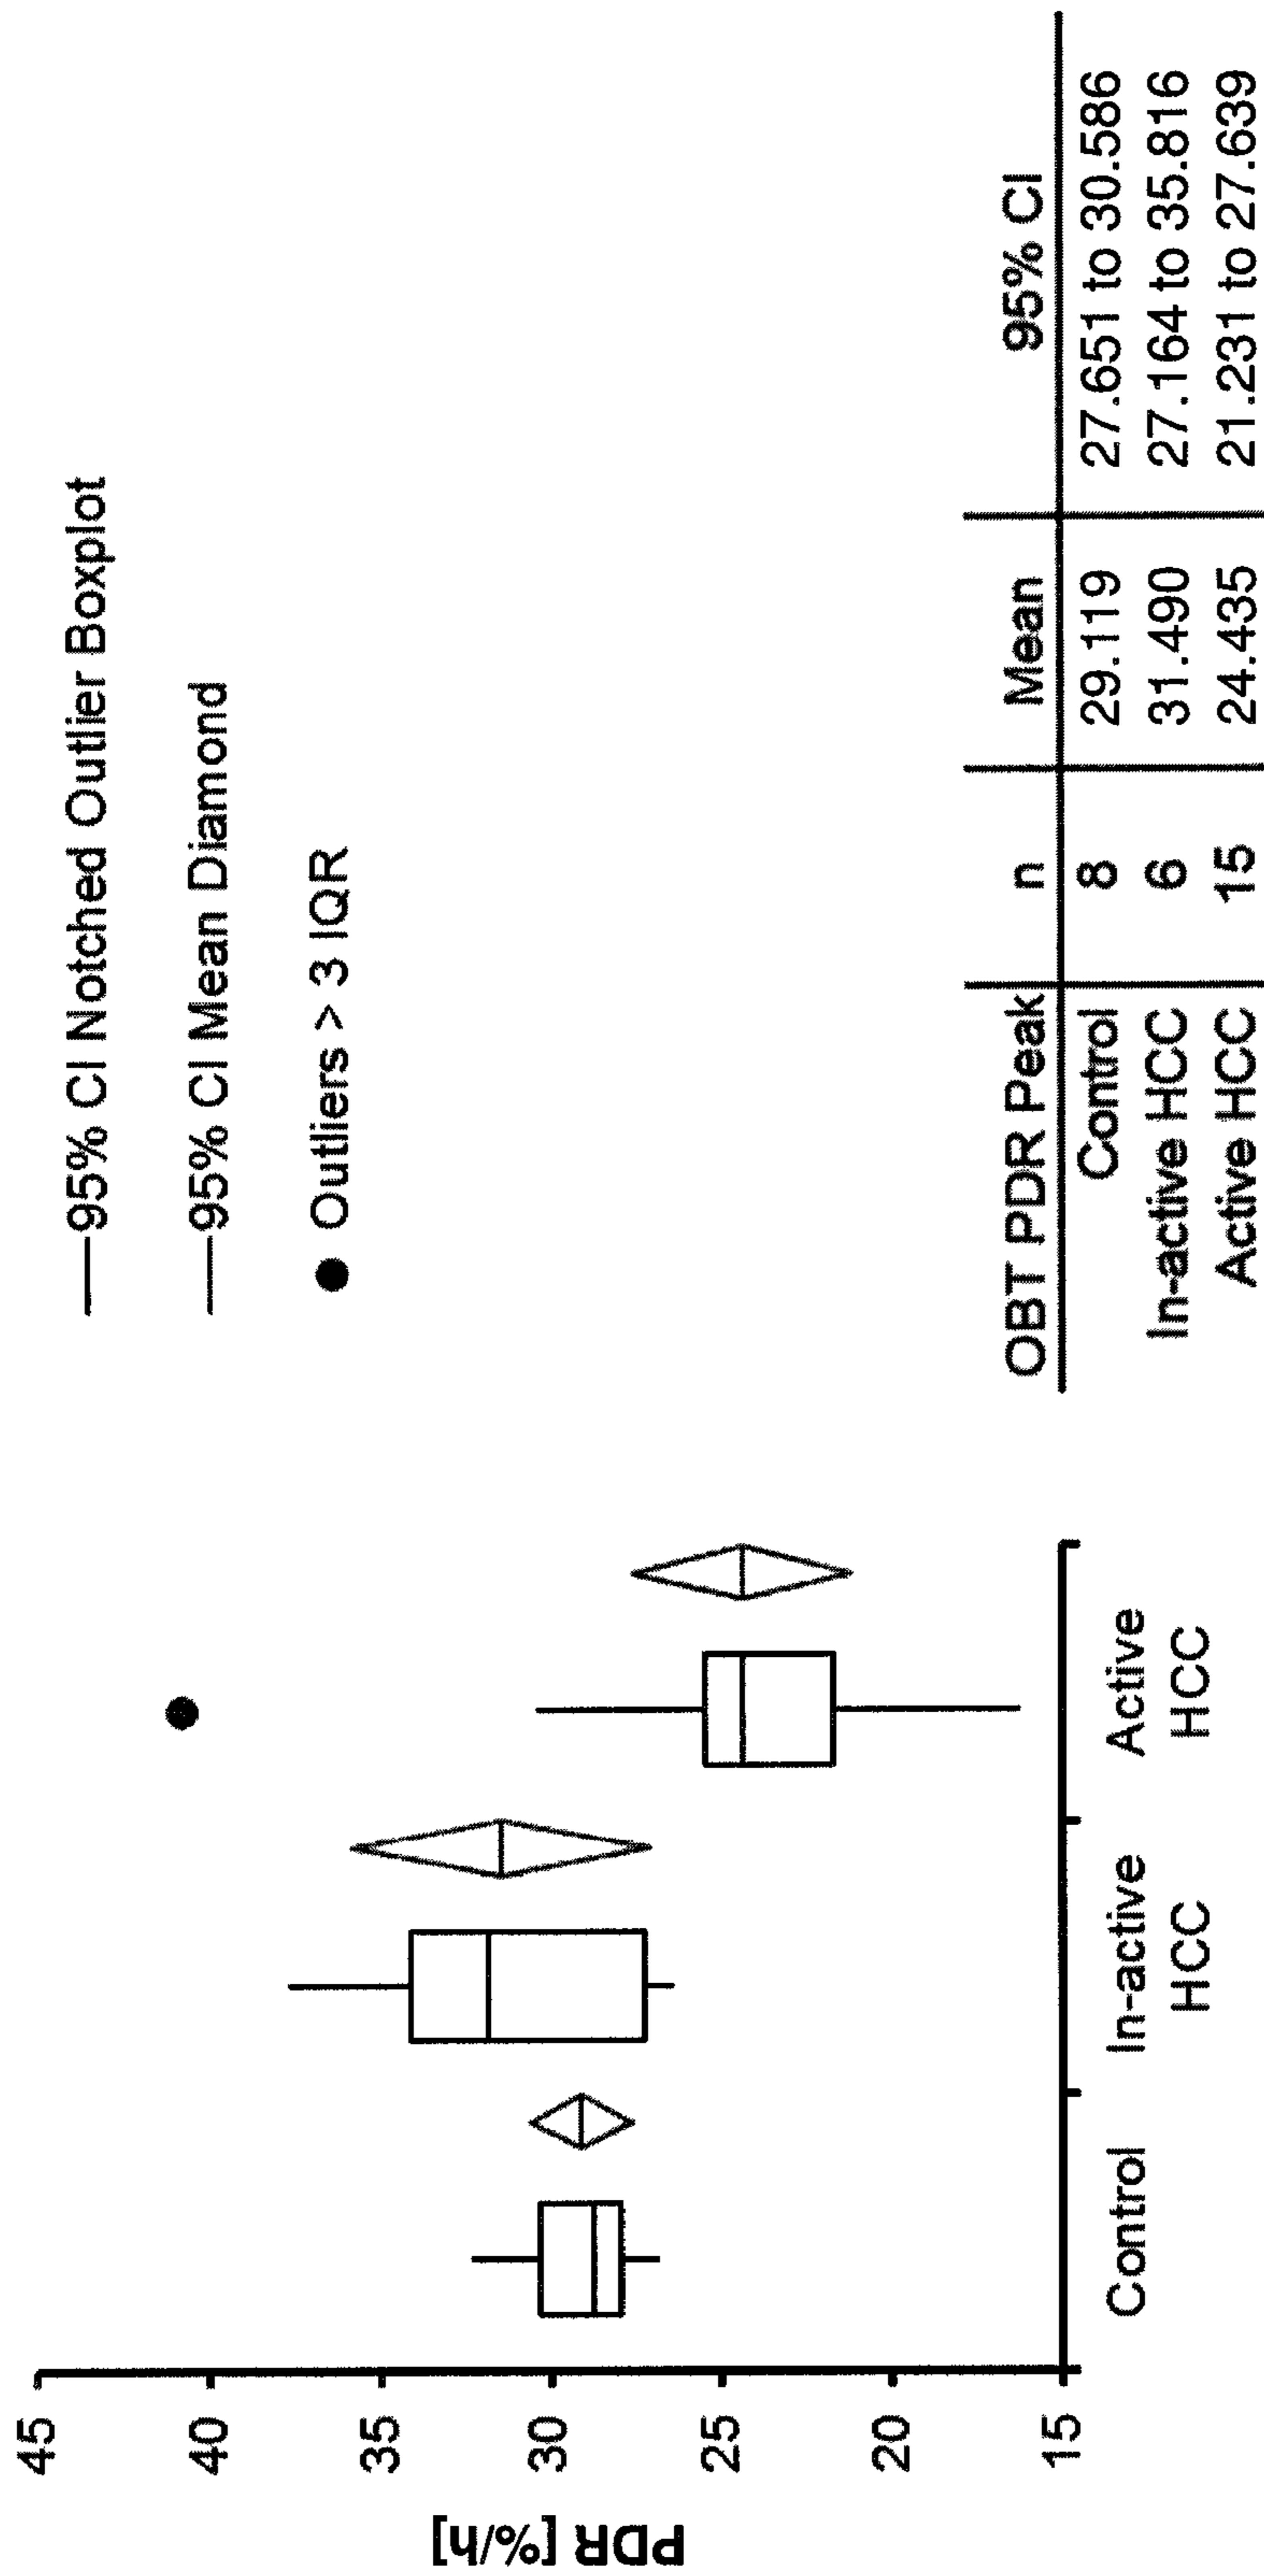 PDR [%/h]
45
40
35
30
25
20
15
Control
In-active
HCC
Active
HCC
95% CI Notched Outlier Boxplot
95% CI Mean Diamond
Outliers > 3 IQR
OBT PDR Peak n Mean 95% CI
Control 8 29.119 27.651 to 30.586
In-active HCC 6 31.490 27.164 to 35.816
Active HCC 15 24.435 21.231 to 27.639